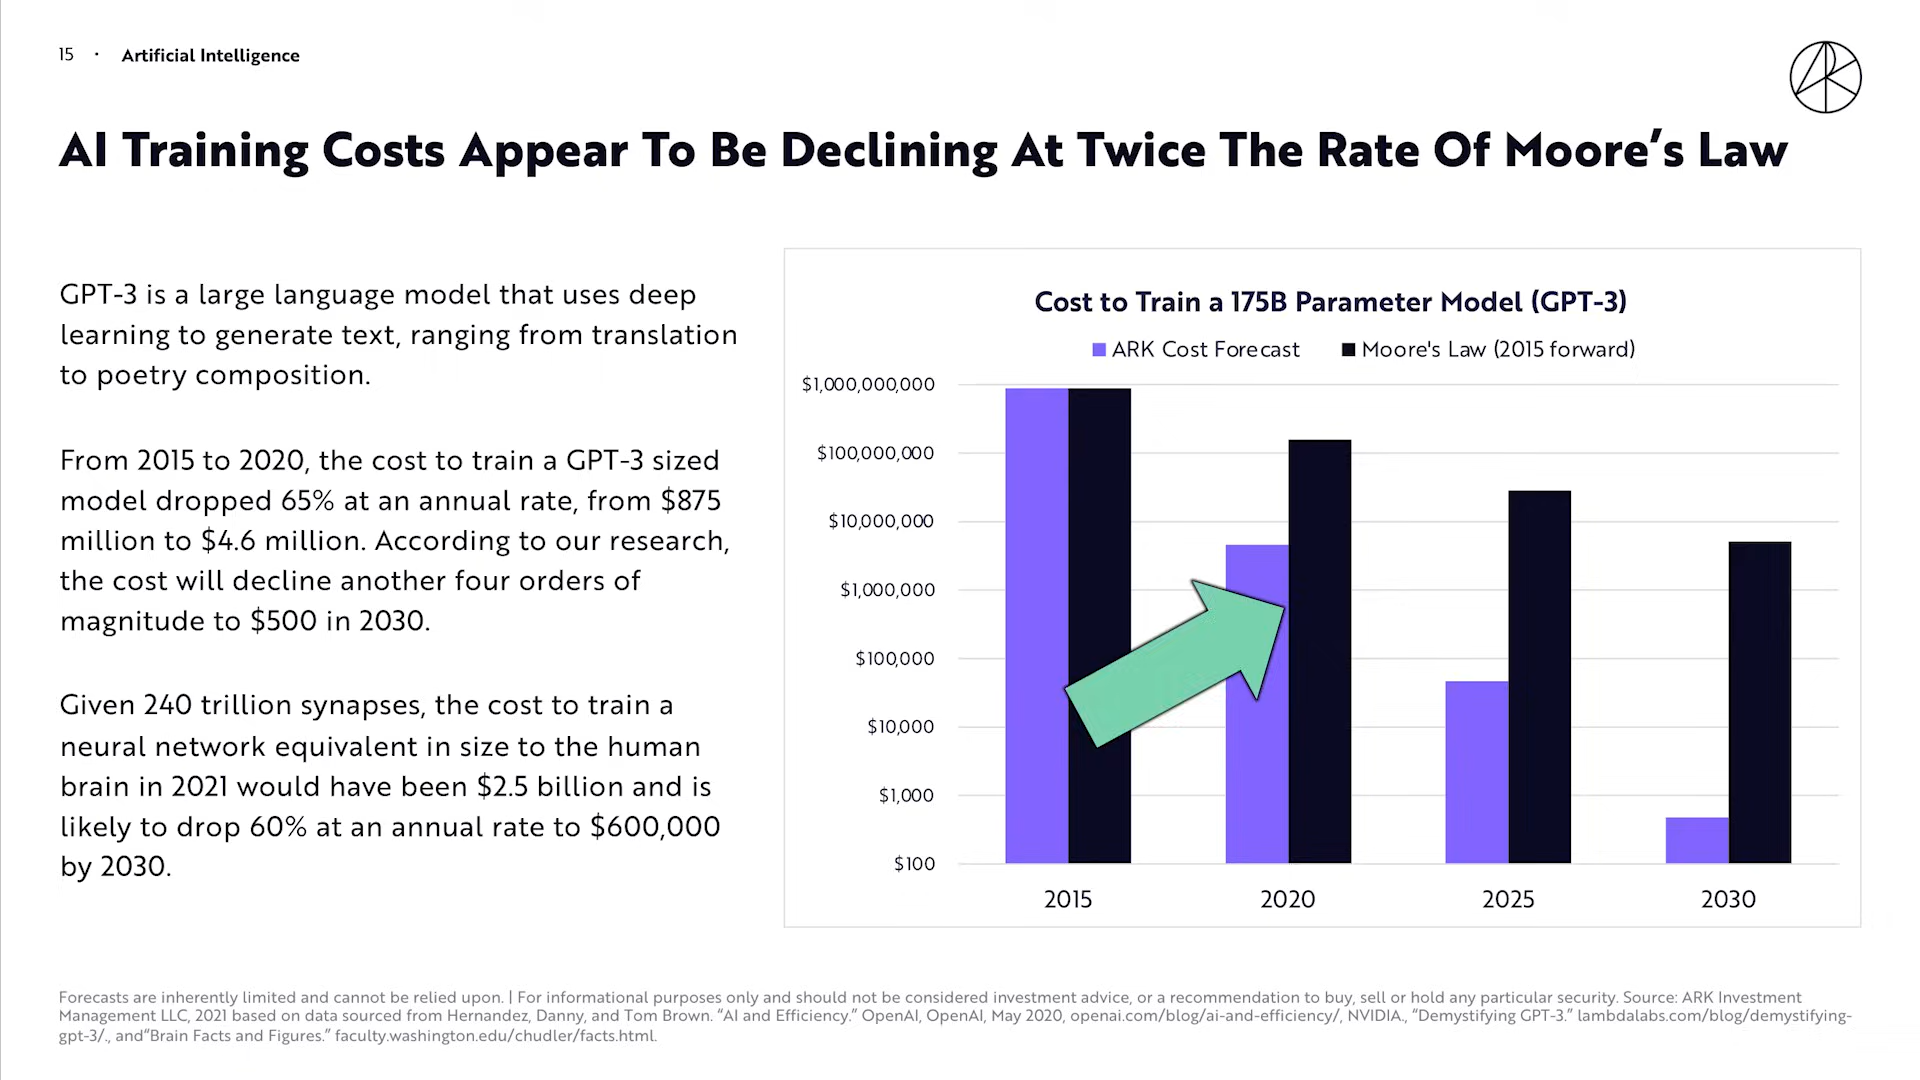 15 · Artificial Intelligence
AI Training Costs Appear To Be Declining At Twice The Rate Of Moore’s Law
GPT-3 is a large language model that uses deep
learning to generate text, ranging from translation
to poetry composition.
From 2015 to 2020, the cost to train a GPT-3 sized
model dropped 65% at an annual rate, from $875
million to $4.6 million. According to our research,
the cost will decline another four orders of
magnitude to $500 in 2030.
Given 240 trillion synapses, the cost to train a
neural network equivalent in size to the human
brain in 2021 would have been $2.5 billion and is
likely to drop 60% at an annual rate to $600,000
by 2030.
Cost to Train a 175B Parameter Model (GPT-3)
ARK Cost Forecast Moore's Law (2015 forward)
$1,000,000,000
$100,000,000
$10,000,000
$1,000,000
$100,000
$10,000
$1,000
$100
2015 2020 2025 2030
Forecasts are inherently limited and cannot be relied upon. | For informational purposes only and should not be considered investment advice, or a recommendation to buy, sell or hold any particular security. Source: ARK Investment
Management LLC, 2021 based on data sourced from Hernandez, Danny, and Tom Brown. “AI and Efficiency.” OpenAI, OpenAI, May 2020, openai.com/blog/ai-and-efficiency/, NVIDIA., “Demystifying GPT-3.” lambdalabs.com/blog/demystifying-
gpt-3/., and“Brain Facts and Figures.” faculty.washington.edu/chudler/facts.html.